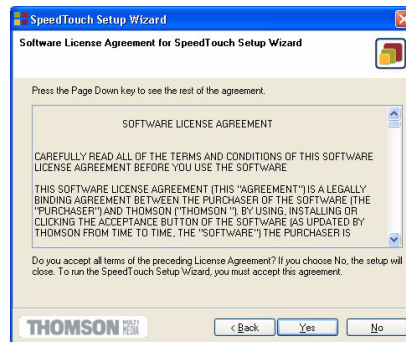 SpeedTouch Setup Wizard
Software License Agreement for SpeedTouch Setup Wizard
Press the Page Down key to see the rest of the agreement.
SOFTWARE LICENSE AGREEMENT
CAREFULLY READ ALL OF THE TERMS AND CONDITIONS OF THIS SOFTWARE
LICENSE AGREEMENT BEFORE YOU USE THE SOFTWARE
THIS SOFTWARE LICENSE AGREEMENT (THIS "AGREEMENT") IS A LEGALLY
BINDING AGREEMENT BETWEEN THE PURCHASER OF THE SOFTWARE (THE
"PURCHASER") AND THOMSON ("THOMSON "). BY USING, INSTALLING OR
CLICKING THE ACCEPTANCE BUTTON OF THE SOFTWARE (AS UPDATED BY
THOMSON FROM TIME TO TIME, THE "SOFTWARE") THE PURCHASER IS
Do you accept all terms of the preceding License Agreement? If you choose No, the setup will
close. To run the SpeedTouch Setup Wizard, you must accept this agreement.
THOMSON MULTI MEDIA
< Back Yes No